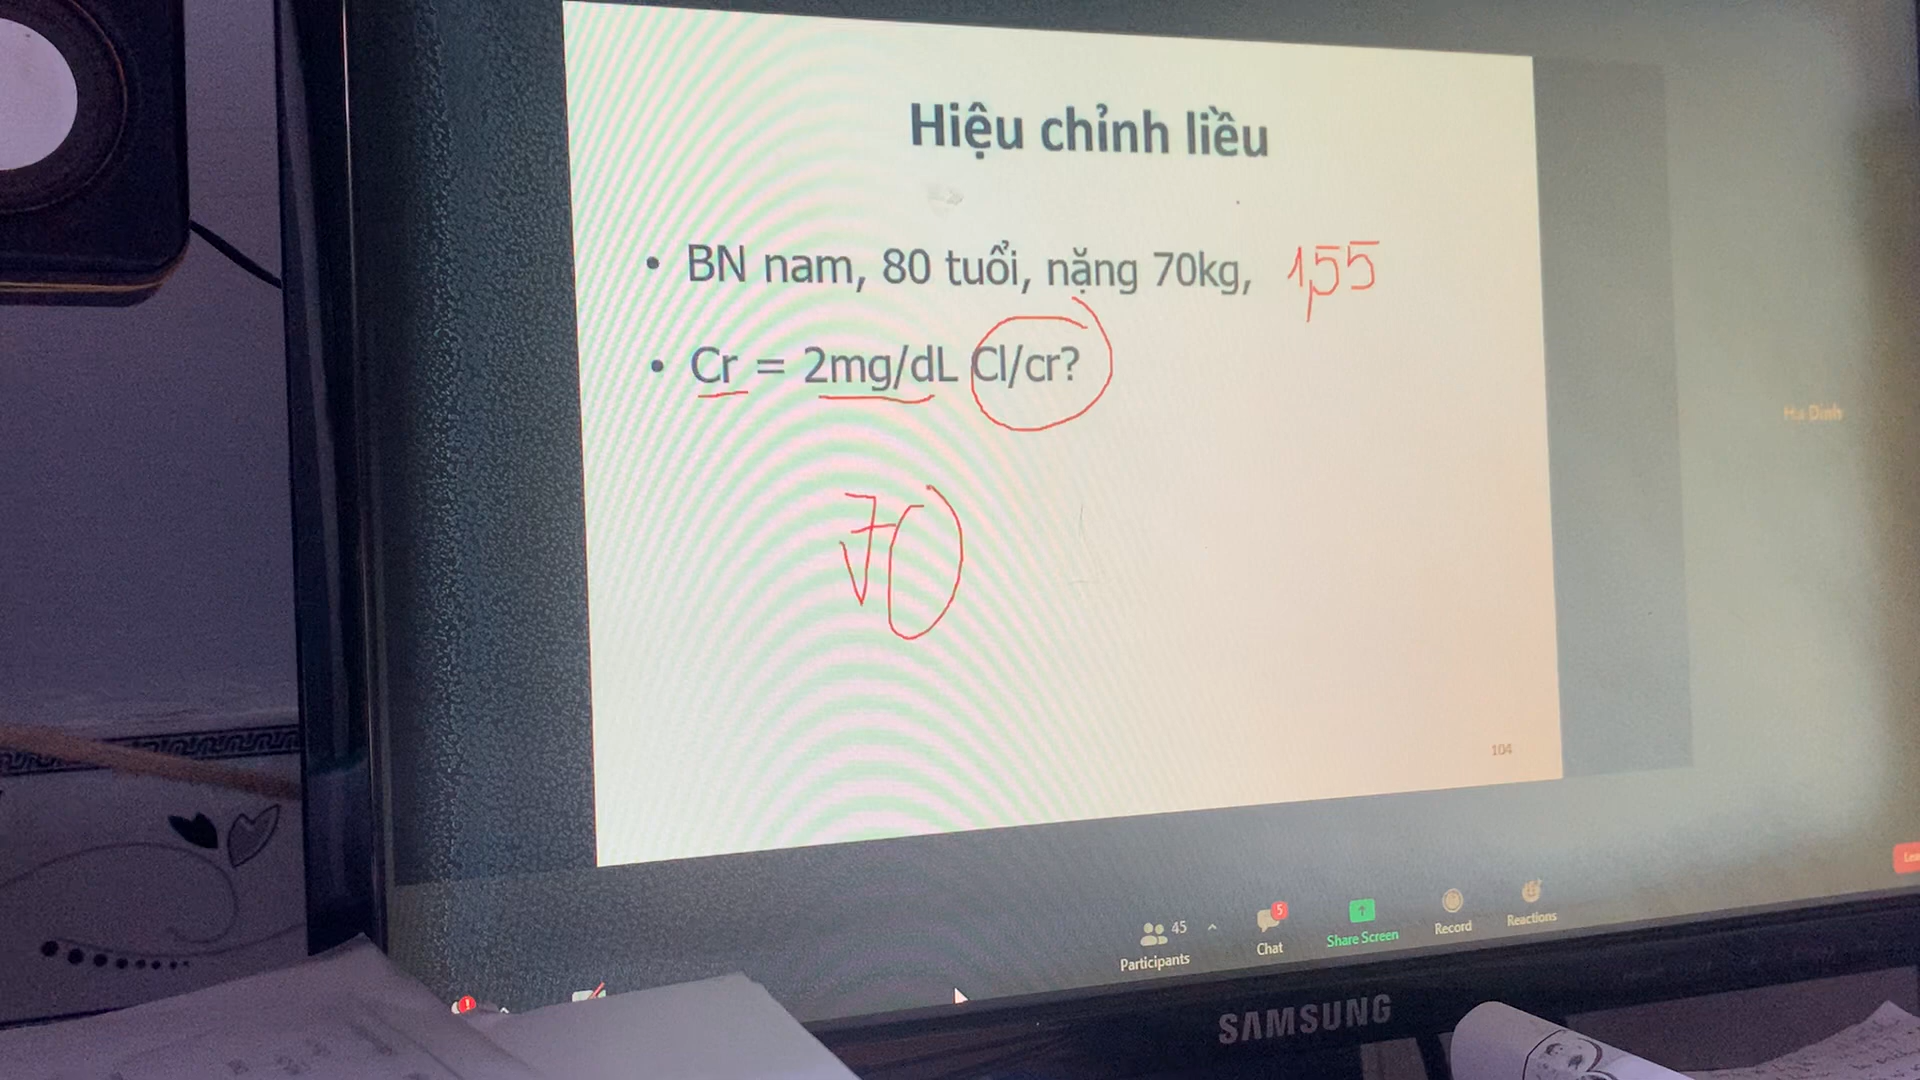 Hiệu chỉnh liều
• BN nam, 80 tuổi, nặng 70kg, 1,55
• Cr = 2mg/dL Cl/cr?
70
104
45
5
Participants
Chat
Share Screen
Record
Reactions
SAMSUNG